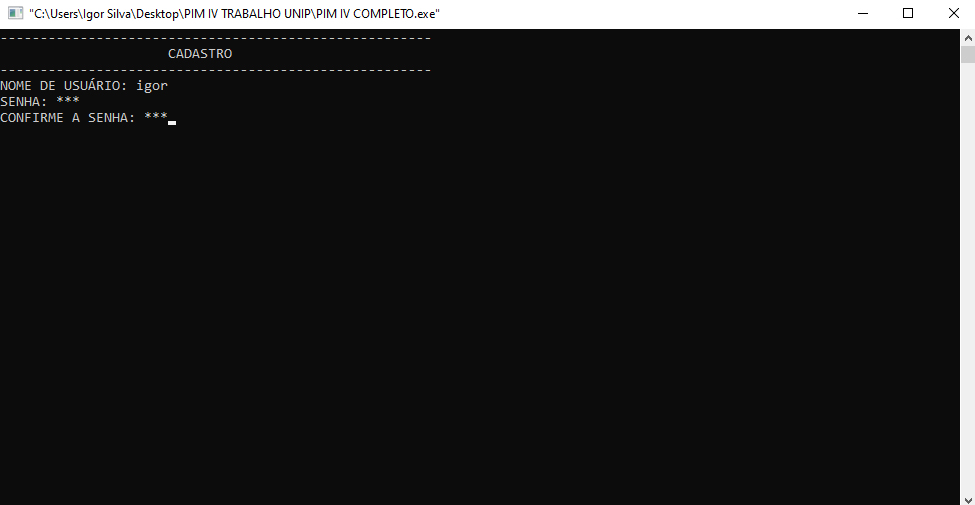 "C:\Users\Igor Silva\Desktop\PIM IV TRABALHO UNIP\PIM IV COMPLETO.exe"
------------------------------------------------------
CADASTRO
------------------------------------------------------
NOME DE USUÁRIO: igor
SENHA: ***
CONFIRME A SENHA: ***